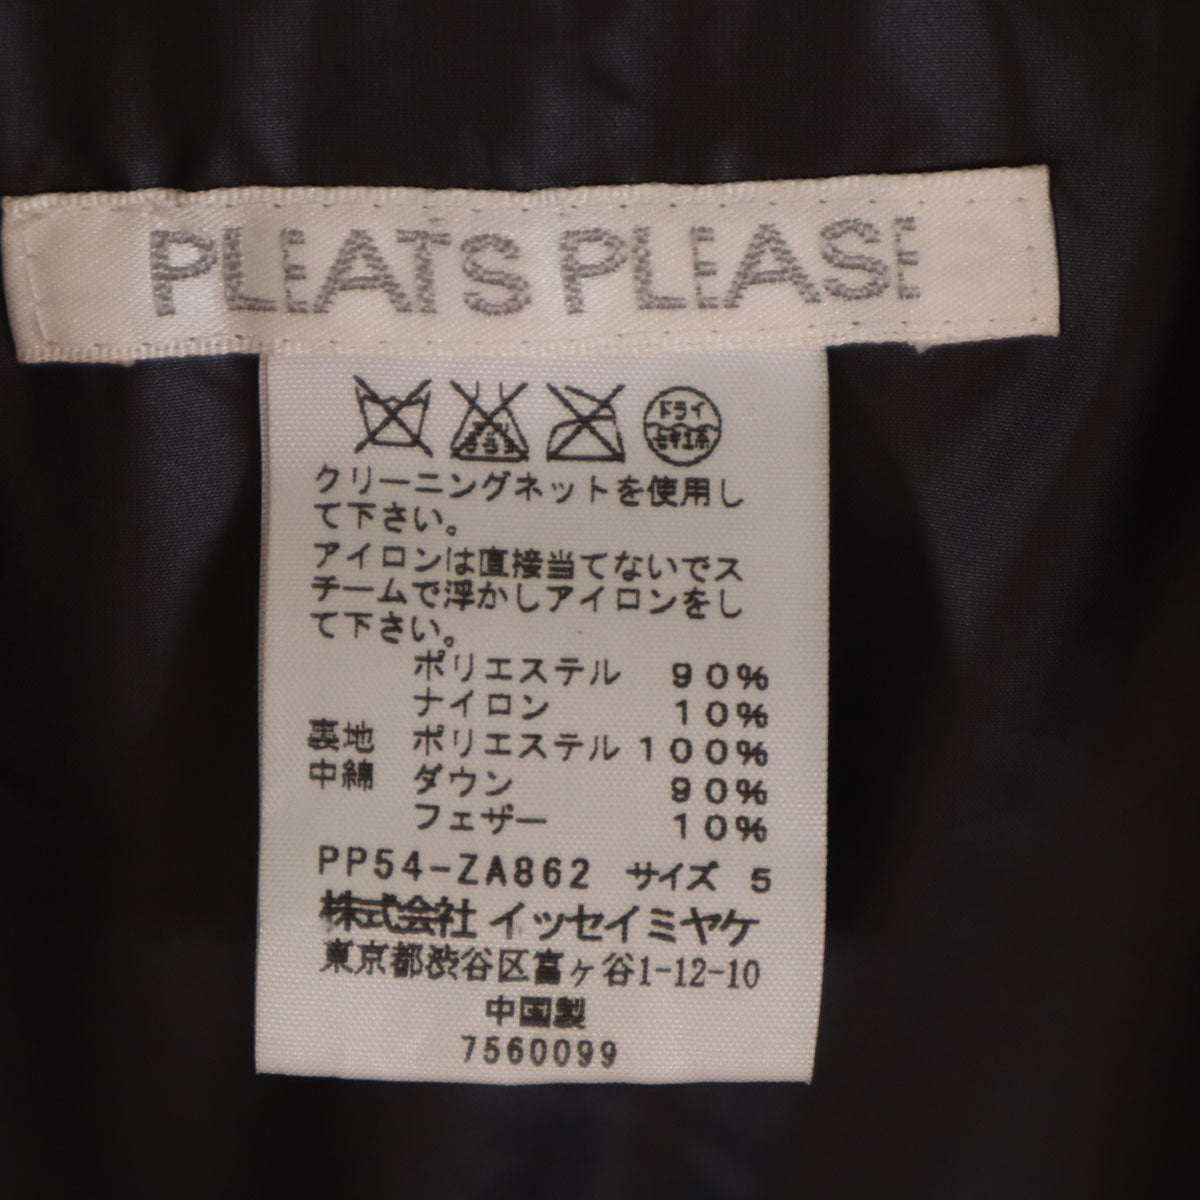 PLEATS PLEASE
ドライ
セキユ系
クリーニングネットを使用し
て下さい。
アイロンは直接当てないでス
チームで浮かしアイロンをし
て下さい。
ポリエステル 90%
ナイロン 10%
裏地 ポリエステル 100%
中綿 ダウン 90%
フェザー 10%
PP54-ZA862 サイズ 5
株式会社 イッセイミヤケ
東京都渋谷区富ヶ谷1-12-10
中国製
7560099